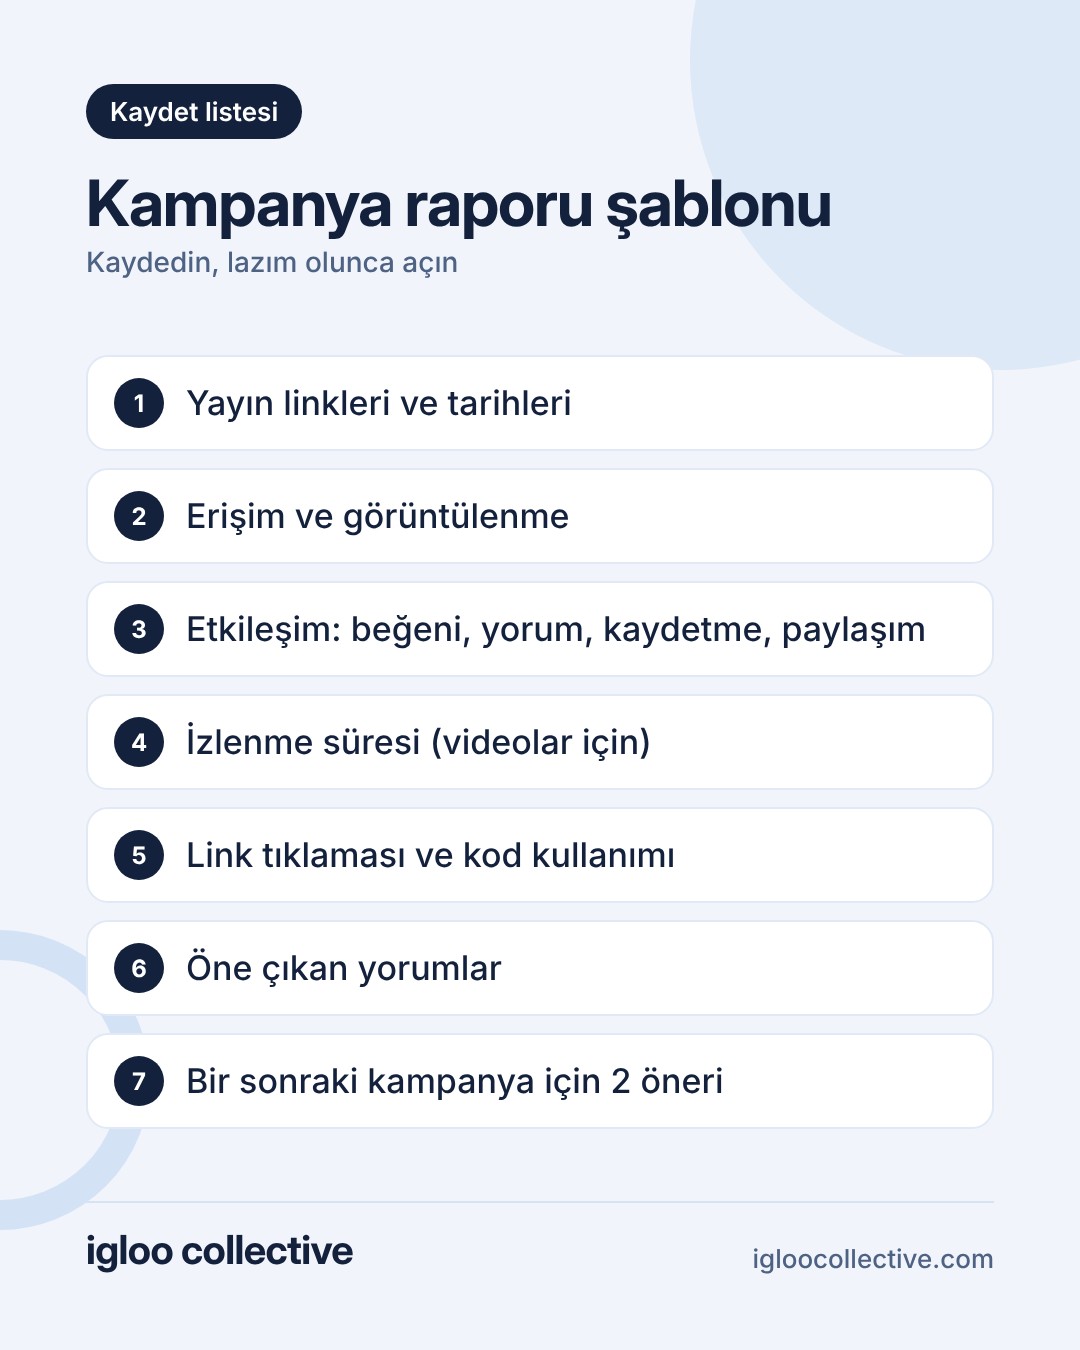 Kaydet listesi
Kampanya raporu şablonu
Kaydedin, lazım olunca açın
1 Yayın linkleri ve tarihleri
2 Erişim ve görüntülenme
3 Etkileşim: beğeni, yorum, kaydetme, paylaşım
4 İzlenme süresi (videolar için)
5 Link tıklaması ve kod kullanımı
6 Öne çıkan yorumlar
7 Bir sonraki kampanya için 2 öneri
igloo collective
igloocollective.com